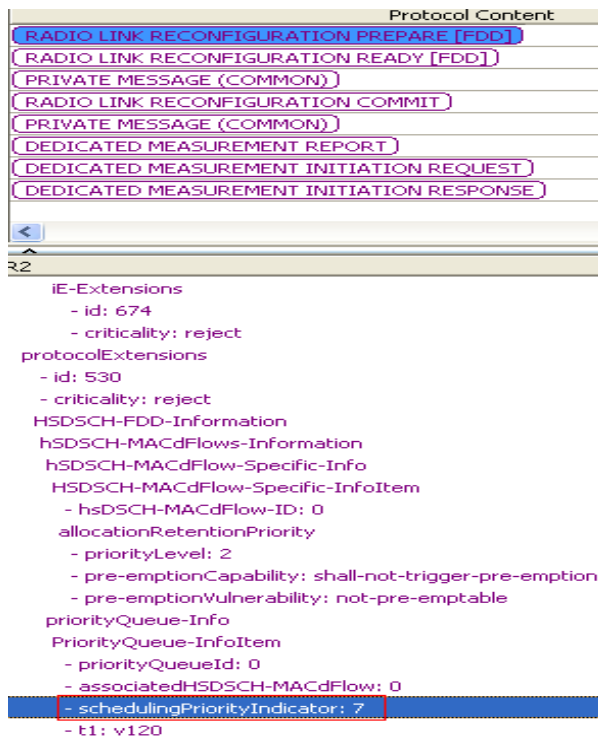 Protocol Content
RADIO LINK RECONFIGURATION PREPARE [FDD]
RADIO LINK RECONFIGURATION READY [FDD]
PRIVATE MESSAGE (COMMON)
RADIO LINK RECONFIGURATION COMMIT
PRIVATE MESSAGE (COMMON)
DEDICATED MEASUREMENT REPORT
DEDICATED MEASUREMENT INITIATION REQUEST
DEDICATED MEASUREMENT INITIATION RESPONSE
R2
iE-Extensions
- id: 674
- criticality: reject
protocolExtensions
- id: 530
- criticality: reject
HSDSCH-FDD-Information
hSDSCH-MACdFlows-Information
hSDSCH-MACdFlow-Specific-Info
HSDSCH-MACdFlow-Specific-InfoItem
- hsDSCH-MACdFlow-ID: 0
allocationRetentionPriority
- priorityLevel: 2
- pre-emptionCapability: shall-not-trigger-pre-emption
- pre-emptionVulnerability: not-pre-emptable
priorityQueue-Info
PriorityQueue-InfoItem
- priorityQueueId: 0
- associatedHSDSCH-MACdFlow: 0
- schedulingPriorityIndicator: 7
- t1: v120